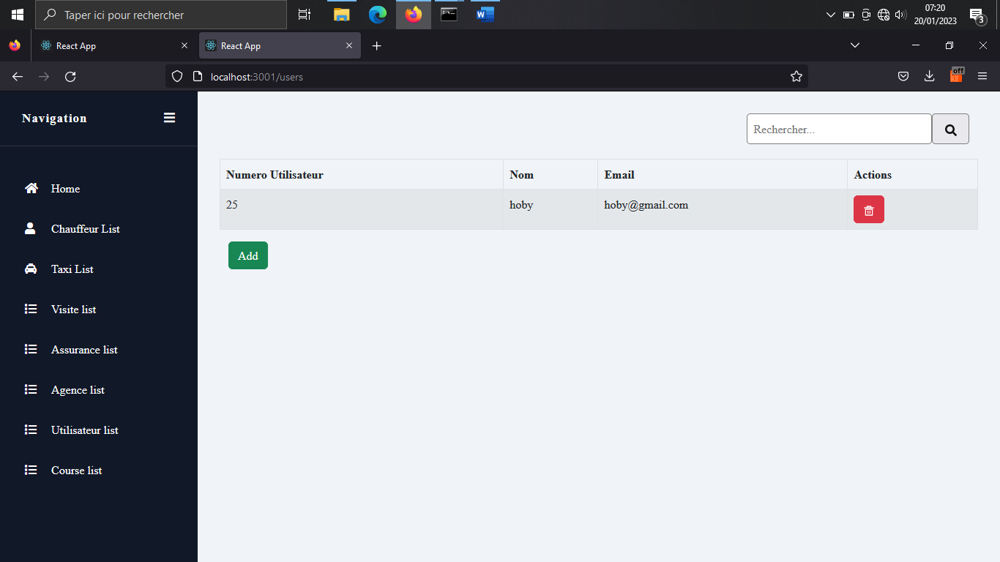 Taper ici pour rechercher
07:20
20/01/2023
3
React App
React App
localhost:3001/users
off
Navigation
Rechercher...
Numero Utilisateur Nom Email Actions
25 hoby hoby@gmail.com
Add
Home
Chauffeur List
Taxi List
Visite list
Assurance list
Agence list
Utilisateur list
Course list